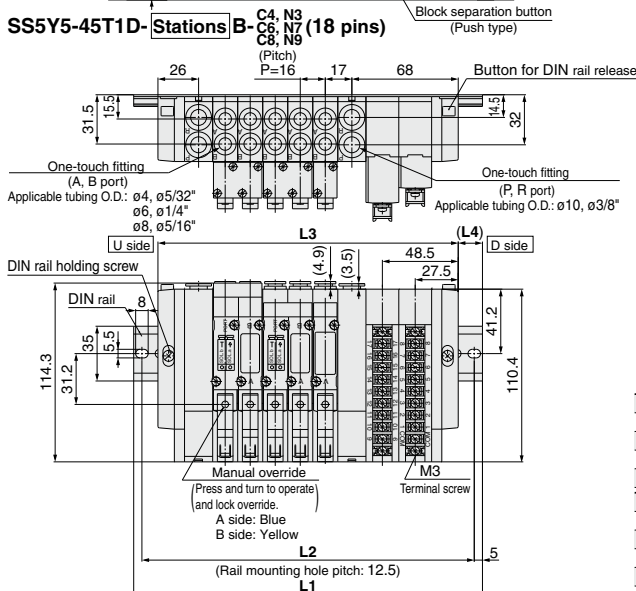 Block separation button
(Push type)
SS5Y5-45T1D- Stations B- C4, N3 C6, N7 C8, N9 (18 pins)
(Pitch)
P=16
26
17
68
Button for DIN rail release
31.5
15.5
14.5
32
One-touch fitting
(A, B port)
Applicable tubing O.D.: ø4, ø5/32"
ø6, ø1/4"
ø8, ø5/16"
One-touch fitting
(P, R port)
Applicable tubing O.D.: ø10, ø3/8"
U side
L3
(L4)
D side
DIN rail holding screw
(4.9)
(3.5)
48.5
27.5
DIN rail
8
35
5.5
31.2
114.3
41.2
110.4
Manual override
(Press and turn to operate
and lock override.)
A side: Blue
B side: Yellow
M3
Terminal screw
L2
5
(Rail mounting hole pitch: 12.5)
L1